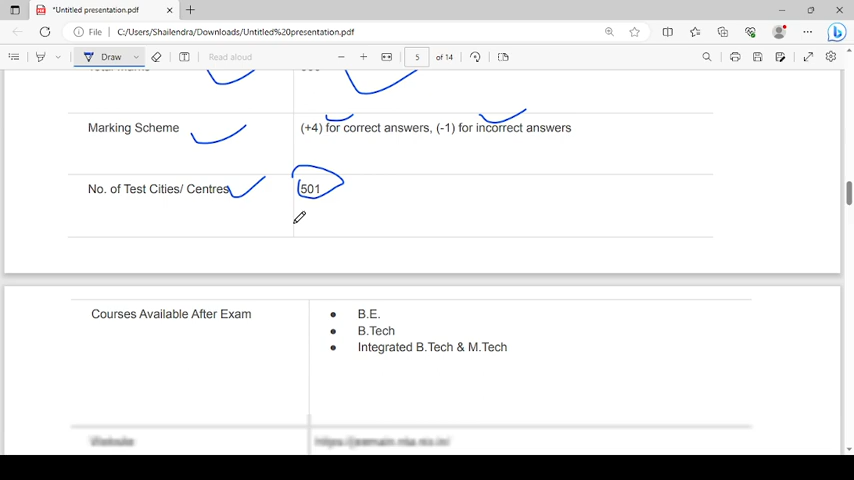 *Untitled presentation.pdf
File
C:/Users/Shailendra/Downloads/Untitled%20presentation.pdf
Draw
Read aloud
5
of 14
Marking Scheme
(+4) for correct answers, (-1) for incorrect answers
No. of Test Cities/ Centres
501
Courses Available After Exam
● B.E.
● B.Tech
● Integrated B.Tech & M.Tech
Website